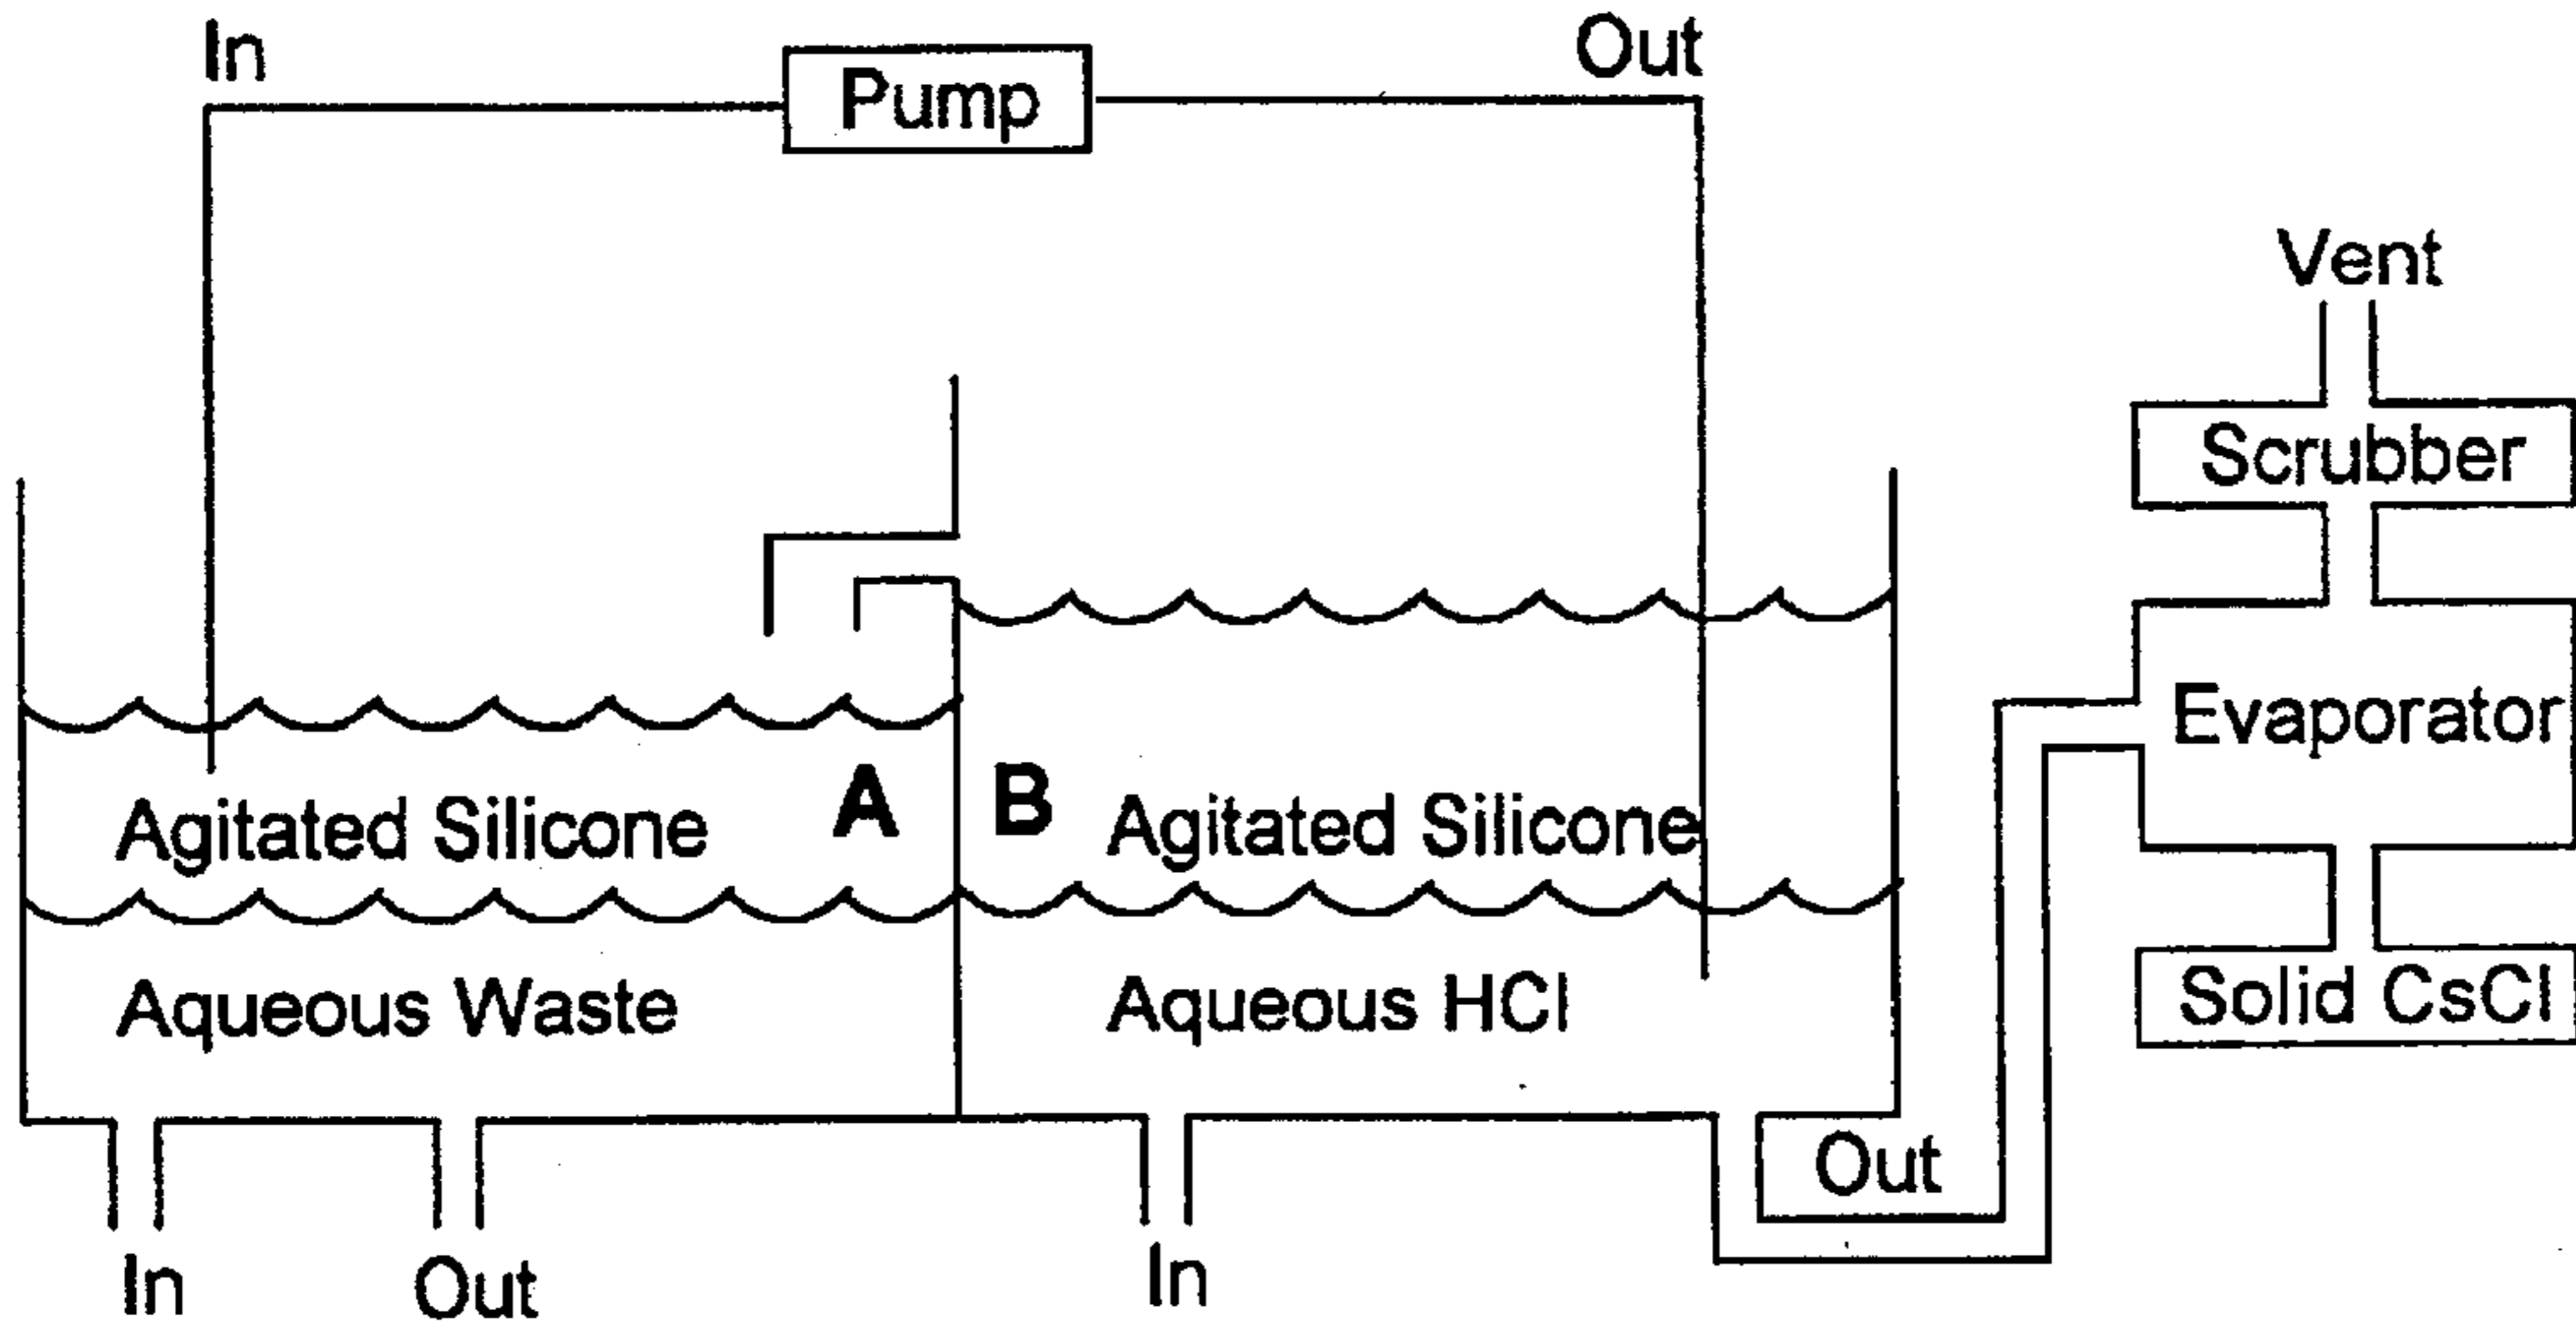 In
Pump
Out
Vent
Scrubber
Evaporator
A
B
Agitated Silicone
Agitated Silicone
Aqueous Waste
Aqueous HCl
Solid CsCl
Out
In
Out
In